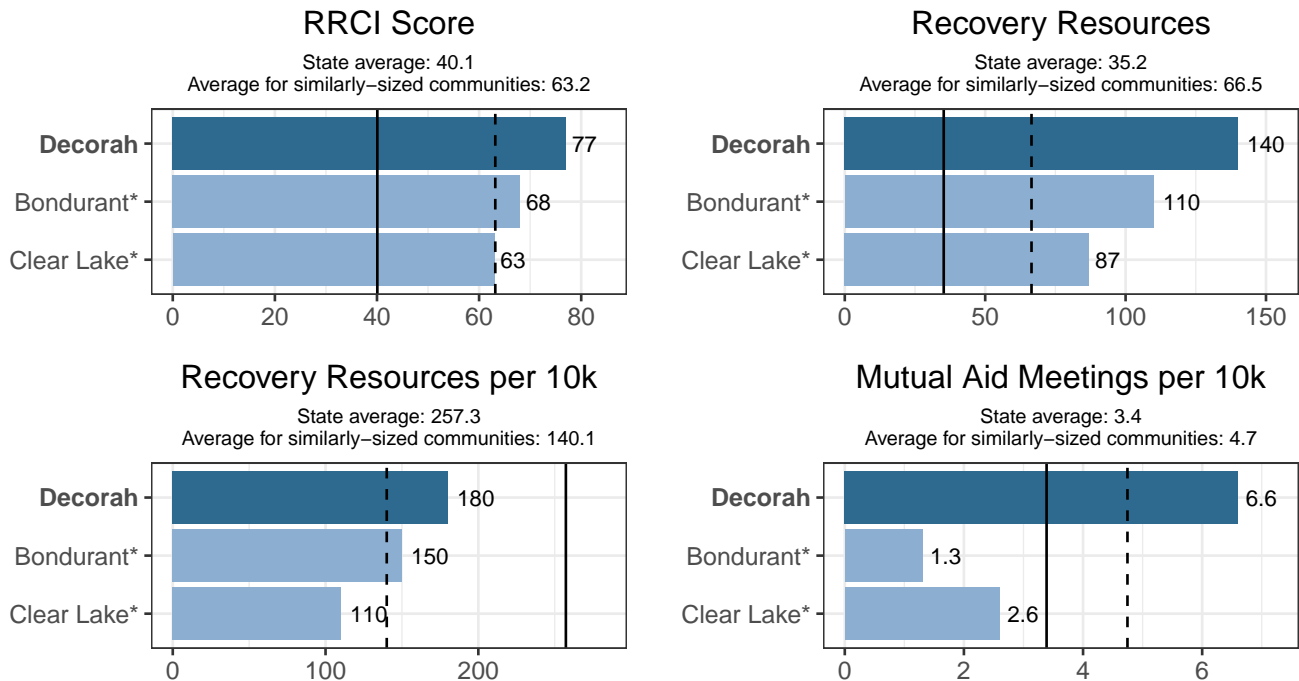 RRCI Score
State average: 40.1
Average for similarly−sized communities: 63.2
Decorah
77
Bondurant*
68
Clear Lake*
63
0 20 40 60 80
Recovery Resources
State average: 35.2
Average for similarly−sized communities: 66.5
Decorah
140
Bondurant*
110
Clear Lake*
87
0 50 100 150
Recovery Resources per 10k
State average: 257.3
Average for similarly−sized communities: 140.1
Decorah
180
Bondurant*
150
Clear Lake*
110
0 100 200
Mutual Aid Meetings per 10k
State average: 3.4
Average for similarly−sized communities: 4.7
Decorah
6.6
Bondurant*
1.3
Clear Lake*
2.6
0 2 4 6